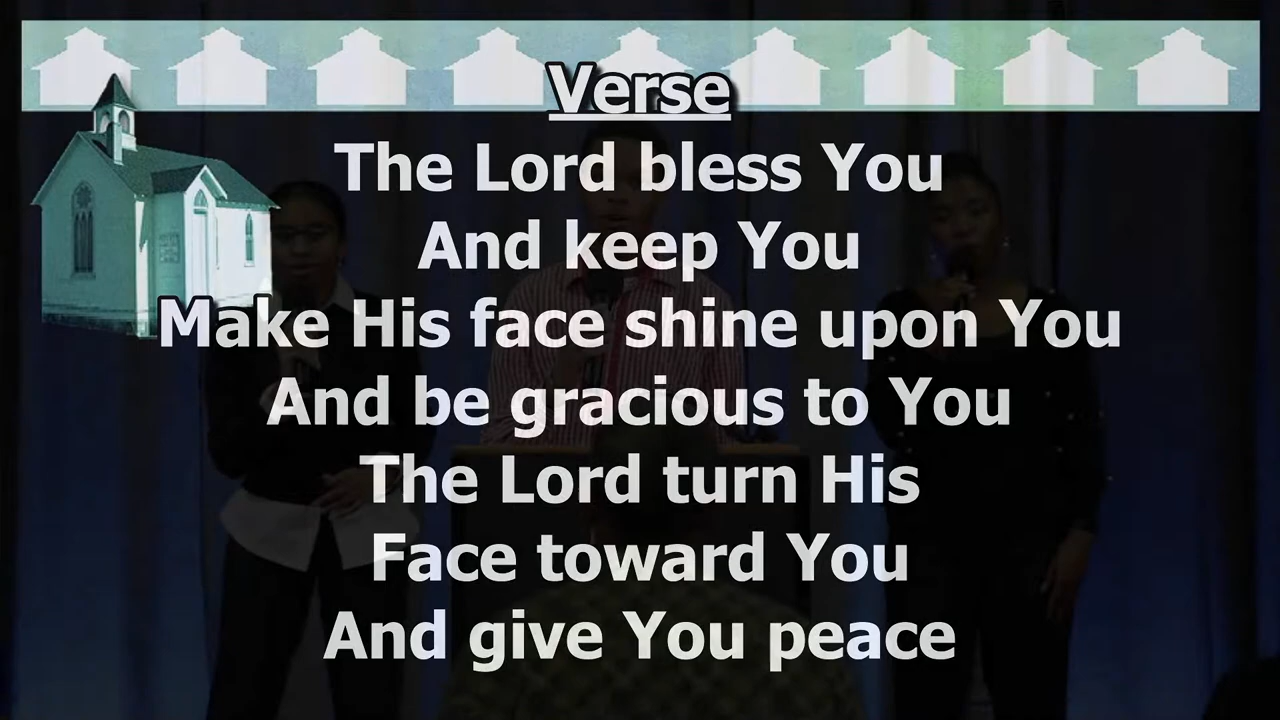 Verse
The Lord bless You
And keep You
Make His face shine upon You
And be gracious to You
The Lord turn His
Face toward You
And give You peace